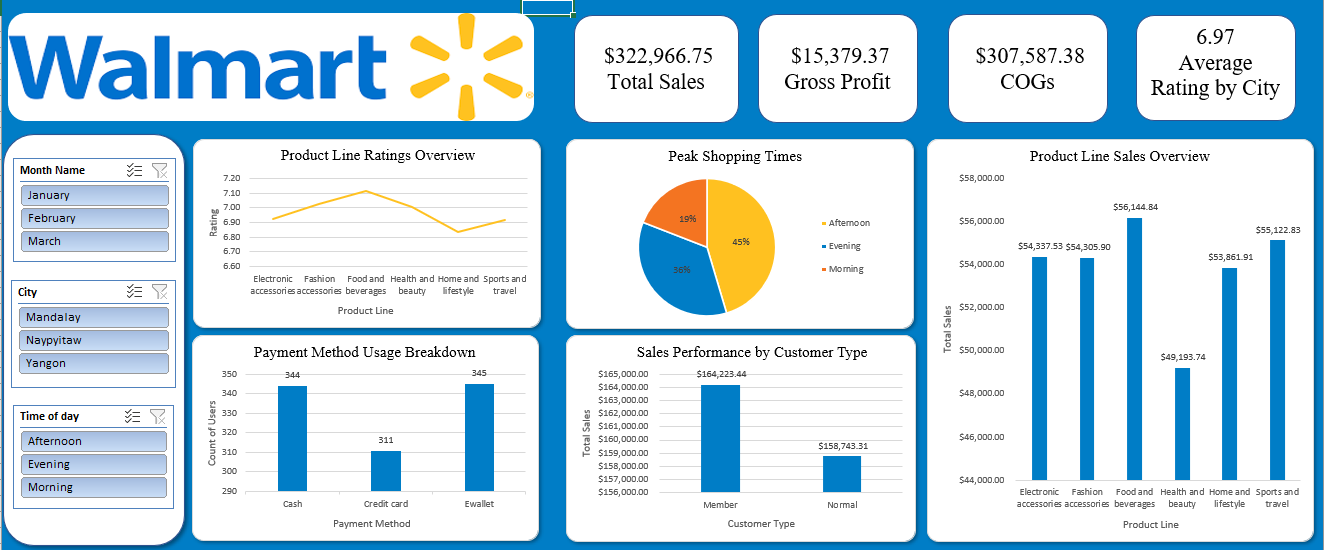 Walmart
$322,966.75
Total Sales
$15,379.37
Gross Profit
$307,587.38
COGs
6.97
Average
Rating by City
Month Name
January
February
March
City
Mandalay
Naypyitaw
Yangon
Time of day
Afternoon
Evening
Morning
Product Line Ratings Overview
7.20
7.10
7.00
6.90
6.80
6.70
6.60
Rating
Electronic accessories
Fashion accessories
Food and beverages
Health and beauty
Home and lifestyle
Sports and travel
Product Line
Peak Shopping Times
19%
45%
36%
Afternoon
Evening
Morning
Payment Method Usage Breakdown
350
340
330
320
310
300
290
Count of Users
344
311
345
Cash
Credit card
Ewallet
Payment Method
Sales Performance by Customer Type
$165,000.00
$164,000.00
$163,000.00
$162,000.00
$161,000.00
$160,000.00
$159,000.00
$158,000.00
$157,000.00
$156,000.00
Total Sales
$164,223.44
$158,743.31
Member
Normal
Customer Type
Product Line Sales Overview
$58,000.00
$56,000.00
$54,000.00
$52,000.00
$50,000.00
$48,000.00
$46,000.00
$44,000.00
Total Sales
$54,337.53
$54,305.90
$56,144.84
$49,193.74
$53,861.91
$55,122.83
Electronic accessories
Fashion accessories
Food and beverages
Health and beauty
Home and lifestyle
Sports and travel
Product Line